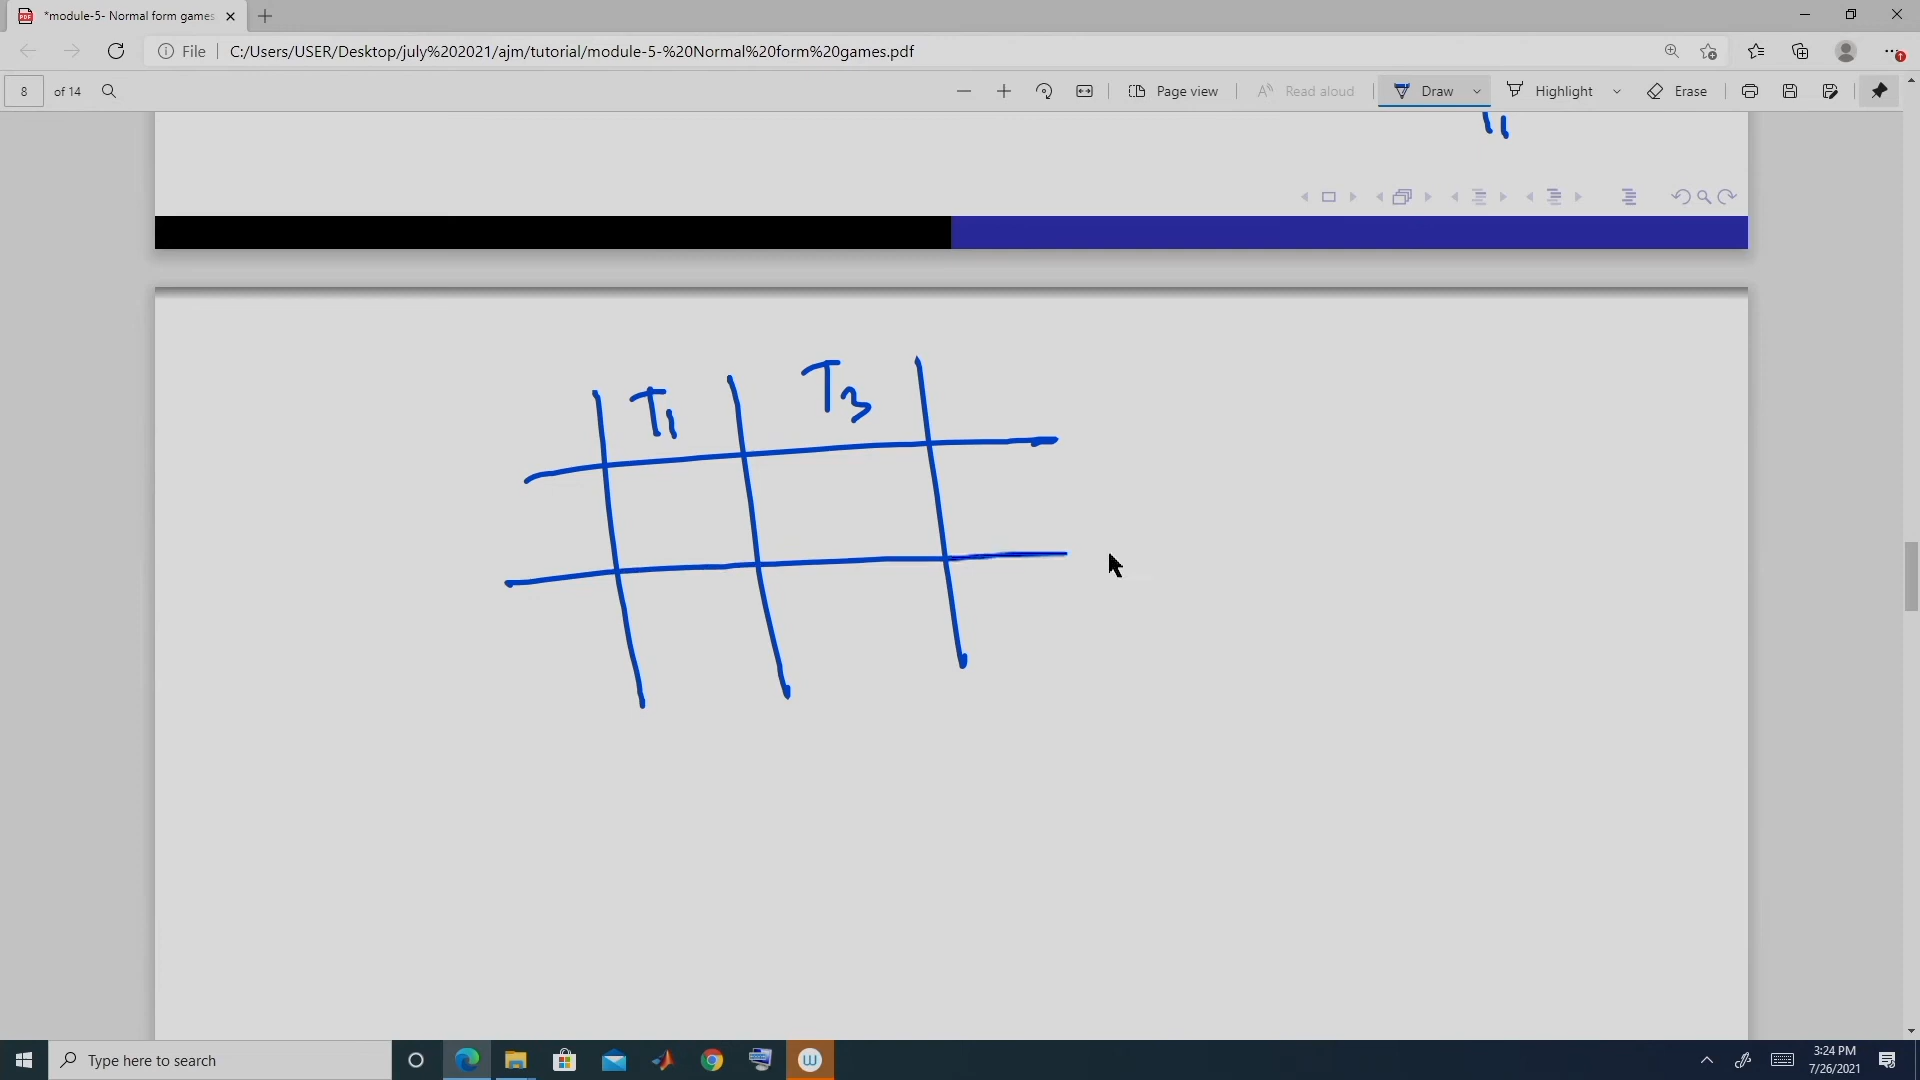 *module-5- Normal form games
File C:/Users/USER/Desktop/july%202021/ajm/tutorial/module-5-%20Normal%20form%20games.pdf
8 of 14 Page view Read aloud Draw Highlight Erase
T1
T1 T3
Type here to search
3:24 PM
7/26/2021